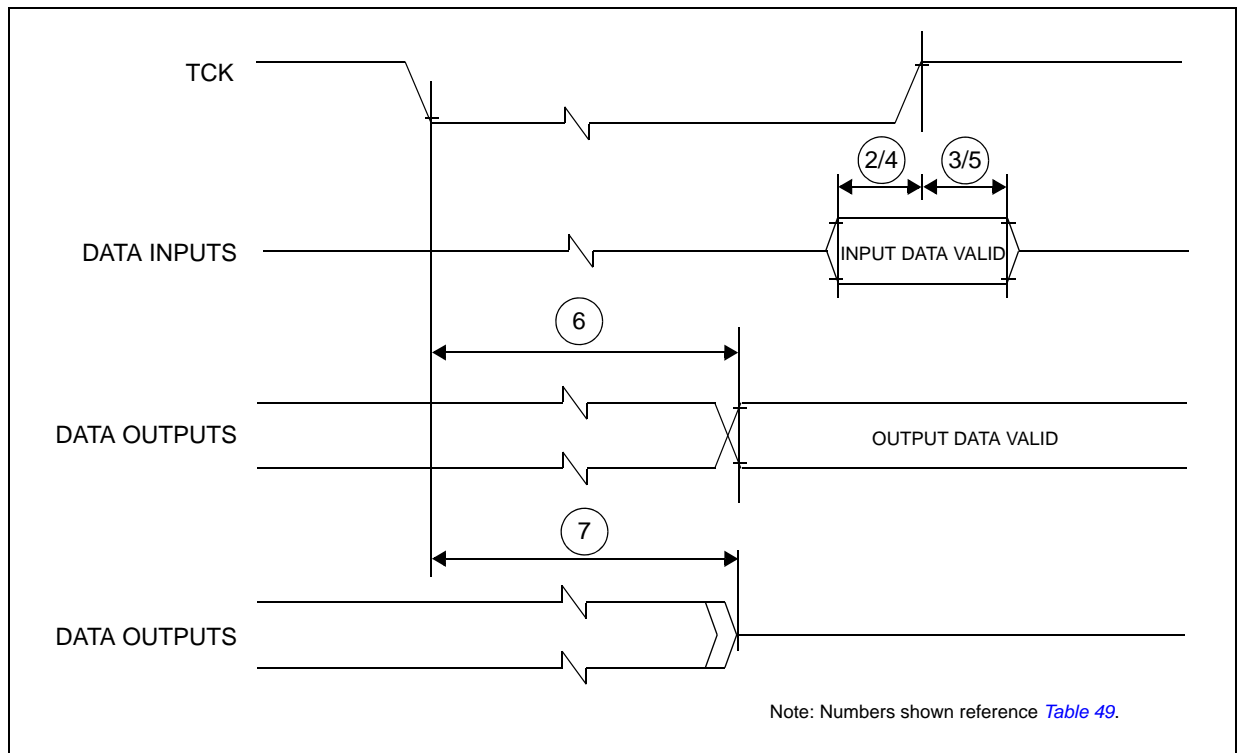 TCK
2/4
3/5
DATA INPUTS
INPUT DATA VALID
6
DATA OUTPUTS
OUTPUT DATA VALID
7
DATA OUTPUTS
Note: Numbers shown reference Table 49.